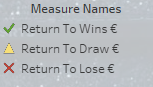 Measure Names
Return To Wins €
Return To Draw €
Return To Lose €